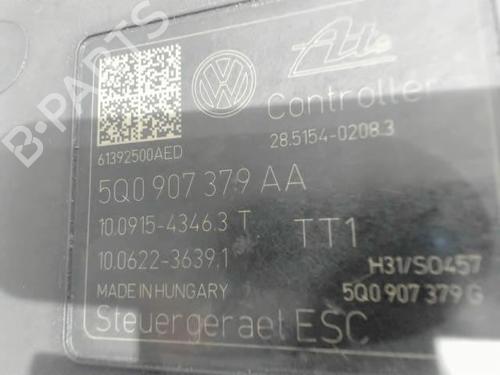 B-PARTS
VW Ate
Controller
61392500AED 28.5154-0208.3
5Q0 907 379 AA
10.0915-4346.3 T TT1
10.0622-3639.1 H31/SO457
MADE IN HUNGARY 5Q0 907 379 G
Steuergeraet ESC